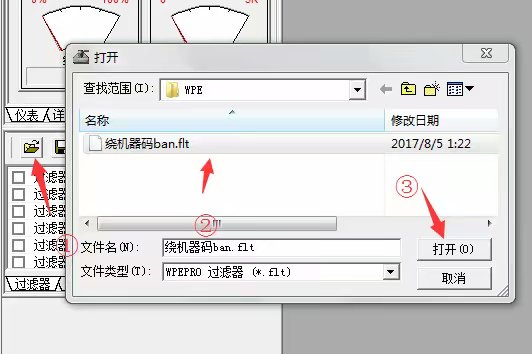 100%
打开
查找范围(I):
WPE
仪表
名称
修改日期
绕机器码ban.flt
2017/8/5 1:22
过滤器
过滤器
过滤器
过滤器
过滤器
过滤器
①
②
③
文件名(N):
绕机器码ban.flt
打开(O)
文件类型(T):
WPEPRO 过滤器 (*.flt)
取消
过滤器